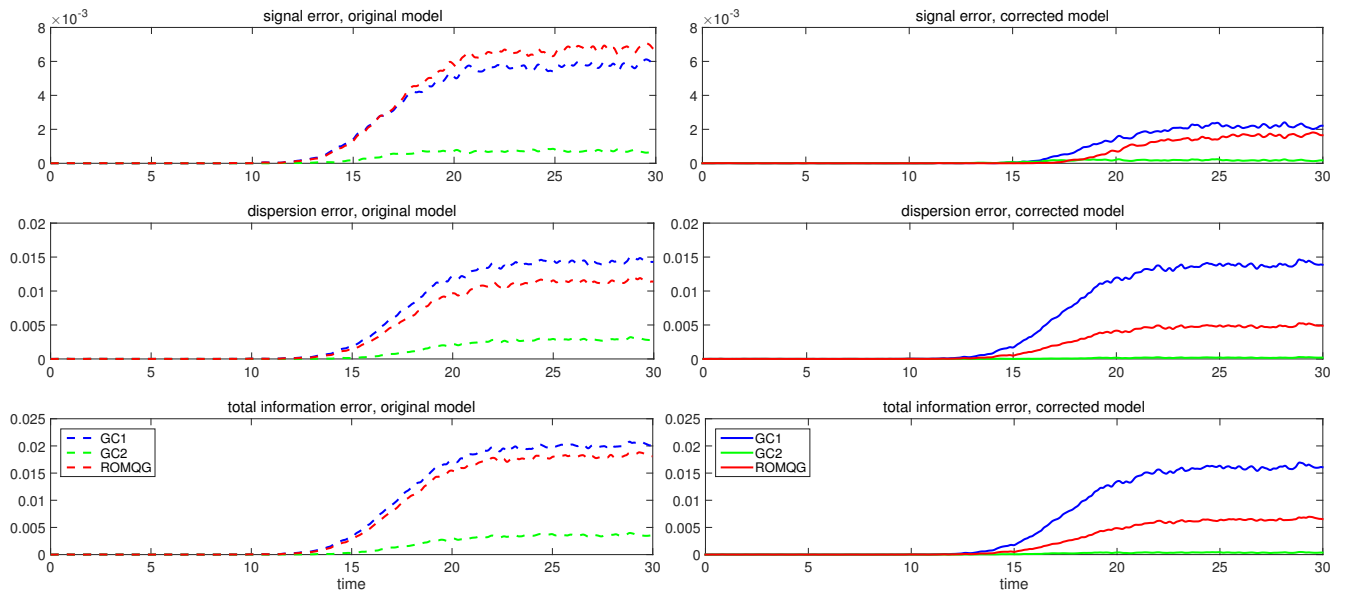 signal error, original model
×10-3
8
6
4
2
0
0 5 10 15 20 25 30
signal error, corrected model
×10-3
8
6
4
2
0
0 5 10 15 20 25 30
dispersion error, original model
0.02
0.015
0.01
0.005
0
0 5 10 15 20 25 30
dispersion error, corrected model
0.02
0.015
0.01
0.005
0
0 5 10 15 20 25 30
total information error, original model
0.025
0.02
0.015
0.01
0.005
0
GC1
GC2
ROMQG
0 5 10 15 20 25 30
time
total information error, corrected model
0.025
0.02
0.015
0.01
0.005
0
GC1
GC2
ROMQG
0 5 10 15 20 25 30
time